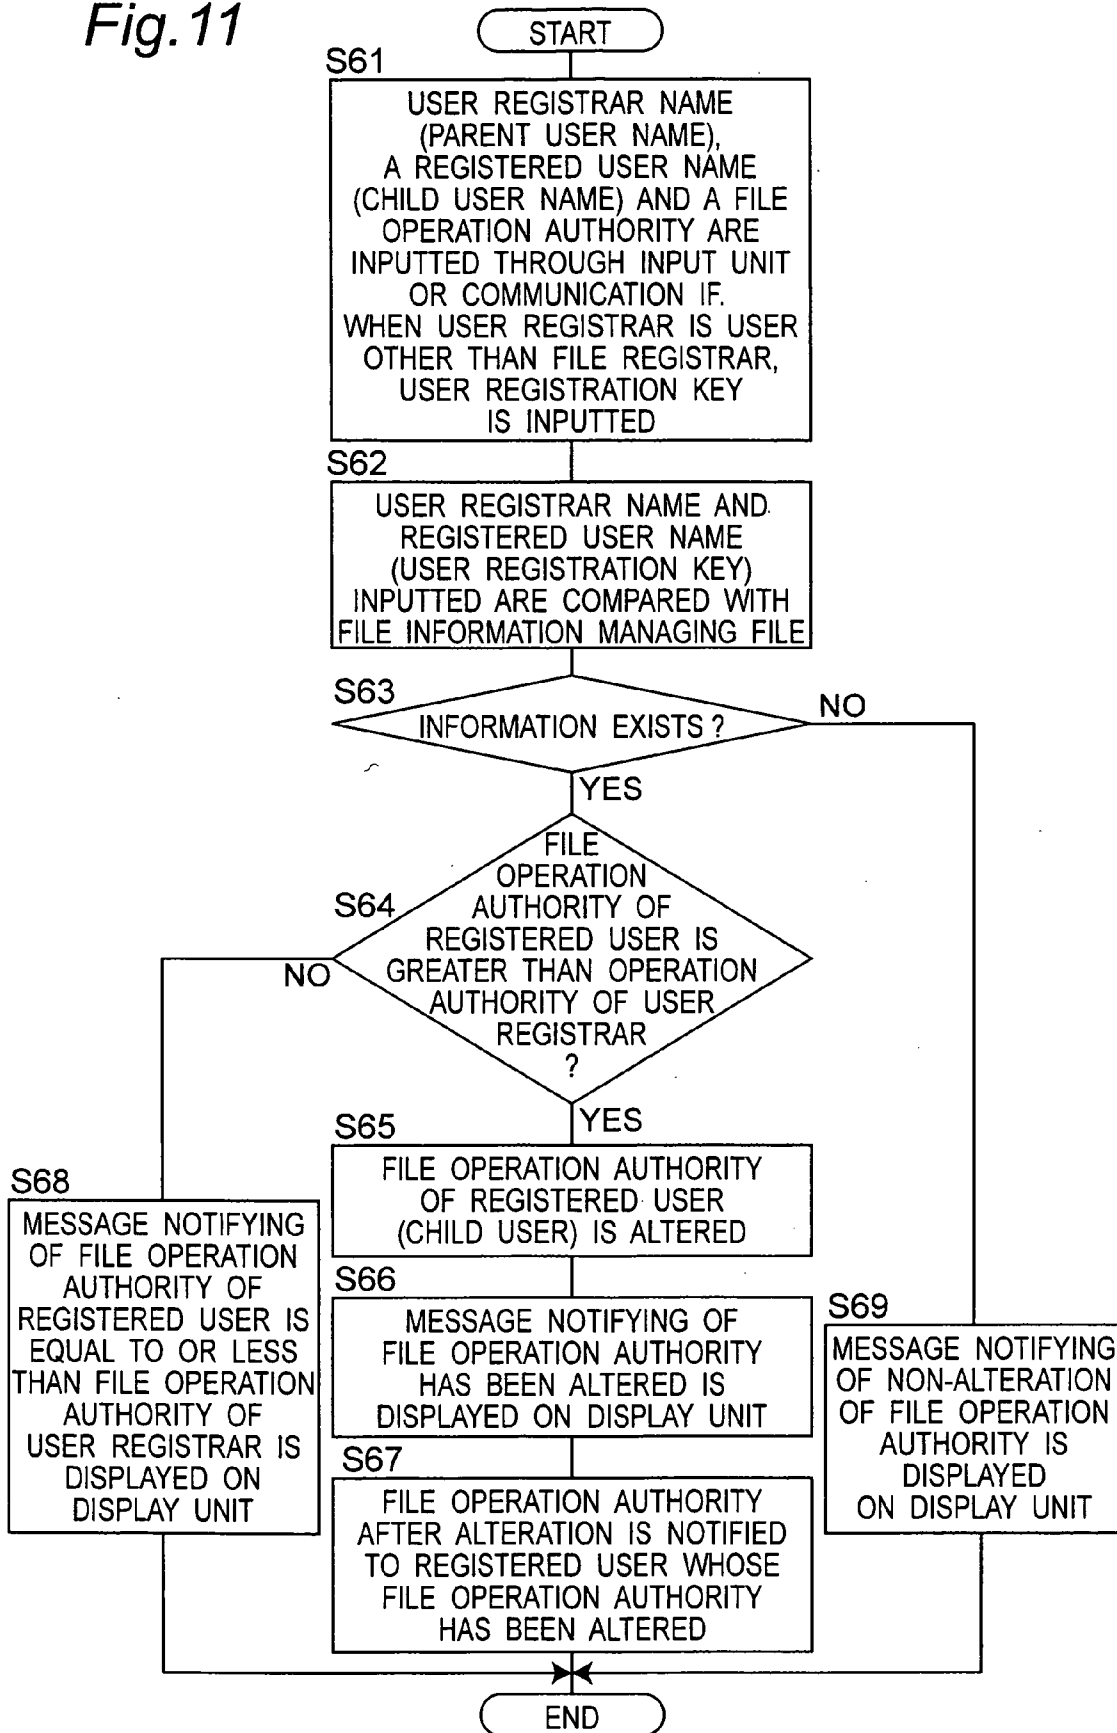 Fig.11
START
S61
USER REGISTRAR NAME
(PARENT USER NAME),
A REGISTERED USER NAME
(CHILD USER NAME) AND A FILE
OPERATION AUTHORITY ARE
INPUTTED THROUGH INPUT UNIT
OR COMMUNICATION IF.
WHEN USER REGISTRAR IS USER
OTHER THAN FILE REGISTRAR,
USER REGISTRATION KEY
IS INPUTTED
S62
USER REGISTRAR NAME AND
REGISTERED USER NAME
(USER REGISTRATION KEY)
INPUTTED ARE COMPARED WITH
FILE INFORMATION MANAGING FILE
S63
INFORMATION EXISTS ?
NO
YES
S64
FILE
OPERATION
AUTHORITY OF
REGISTERED USER IS
GREATER THAN OPERATION
AUTHORITY OF USER
REGISTRAR
?
NO
YES
S65
FILE OPERATION AUTHORITY
OF REGISTERED USER
(CHILD USER) IS ALTERED
S68
MESSAGE NOTIFYING
OF FILE OPERATION
AUTHORITY OF
REGISTERED USER IS
EQUAL TO OR LESS
THAN FILE OPERATION
AUTHORITY OF
USER REGISTRAR IS
DISPLAYED ON
DISPLAY UNIT
S66
MESSAGE NOTIFYING OF
FILE OPERATION AUTHORITY
HAS BEEN ALTERED IS
DISPLAYED ON DISPLAY UNIT
S69
MESSAGE NOTIFYING
OF NON-ALTERATION
OF FILE OPERATION
AUTHORITY IS
DISPLAYED
ON DISPLAY UNIT
S67
FILE OPERATION AUTHORITY
AFTER ALTERATION IS NOTIFIED
TO REGISTERED USER WHOSE
FILE OPERATION AUTHORITY
HAS BEEN ALTERED
END